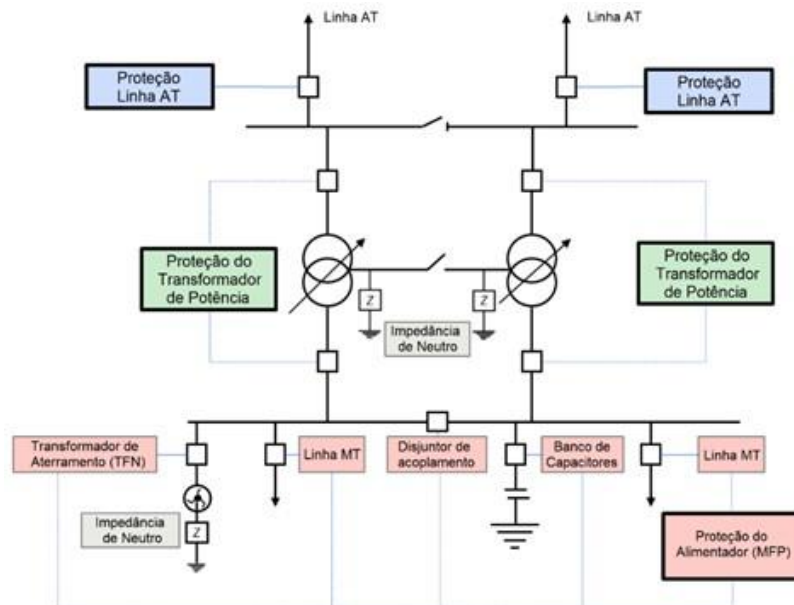 Linha AT
Linha AT
Proteção
Linha AT
Proteção
Linha AT
Proteção do
Transformador
de Potência
Proteção do
Transformador
de Potência
Z
Z
Impedância
de Neutro
Transformador de
Aterramento (TFN)
Linha MT
Disjuntor de
acoplamento
Banco de
Capacitores
Linha MT
Impedância
de Neutro
Z
Proteção do
Alimentador (MFP)